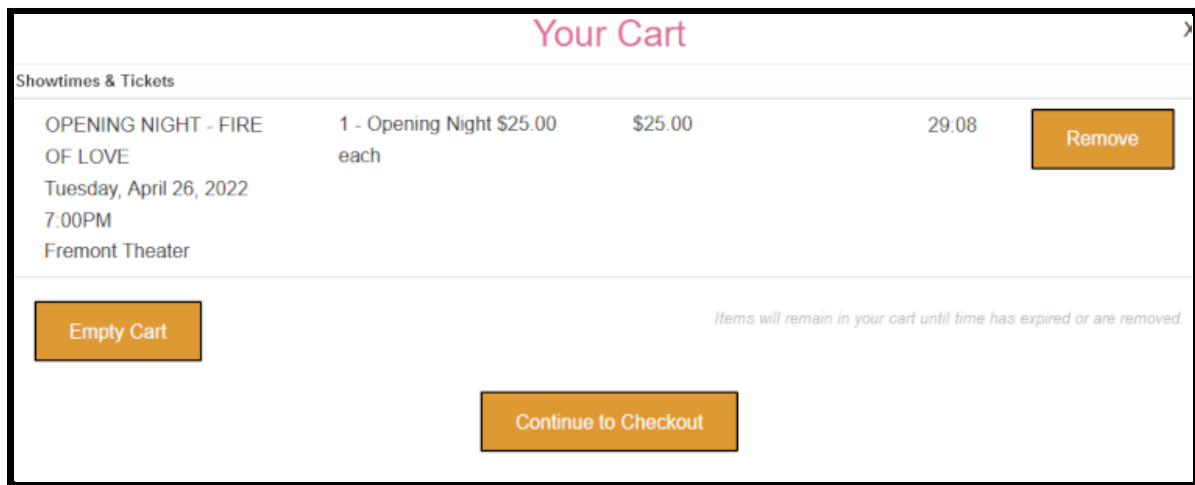 Your Cart
X
Showtimes & Tickets
OPENING NIGHT - FIRE
OF LOVE
Tuesday, April 26, 2022
7:00PM
Fremont Theater
1 - Opening Night $25.00
each
$25.00
29:08
Remove
Empty Cart
Items will remain in your cart until time has expired or are removed.
Continue to Checkout